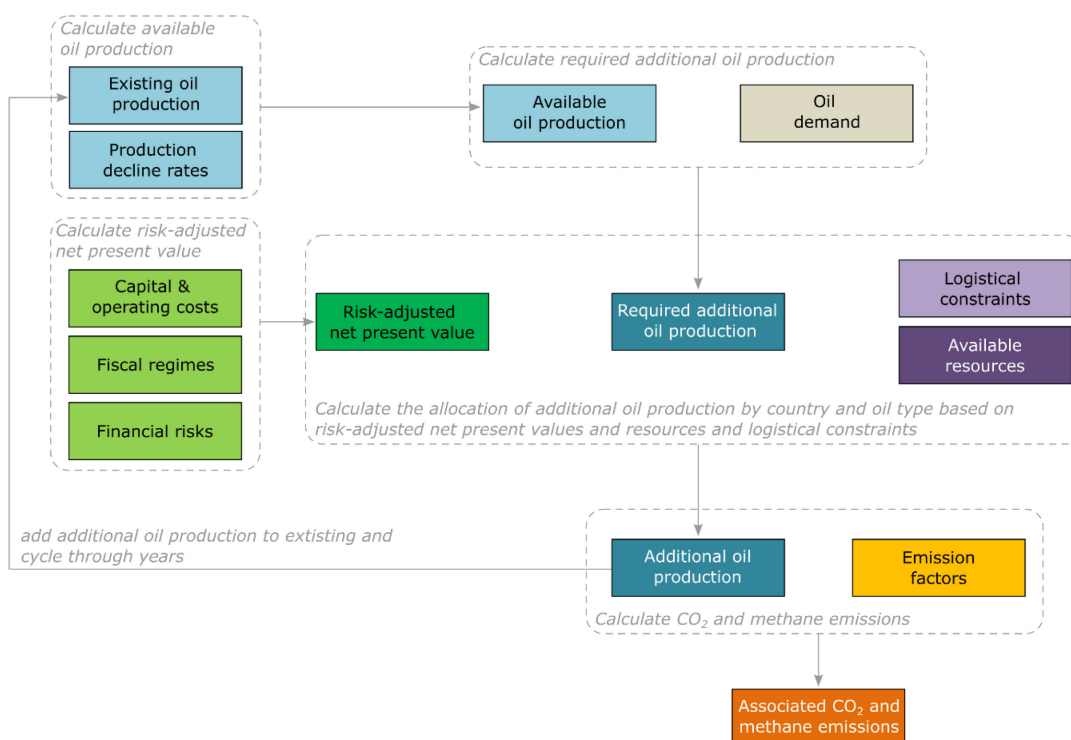 Calculate available
oil production
Existing oil
production
Production
decline rates
Calculate required additional oil production
Available
oil production
Oil
demand
Calculate risk-adjusted
net present value
Capital &
operating costs
Fiscal regimes
Financial risks
Risk-adjusted
net present value
Required additional
oil production
Logistical
constraints
Available
resources
Calculate the allocation of additional oil production by country and oil type based on
risk-adjusted net present values and resources and logistical constraints
add additional oil production to extisting and
cycle through years
Additional oil
production
Emission
factors
Calculate CO₂ and methane emissions
Associated CO₂ and
methane emissions